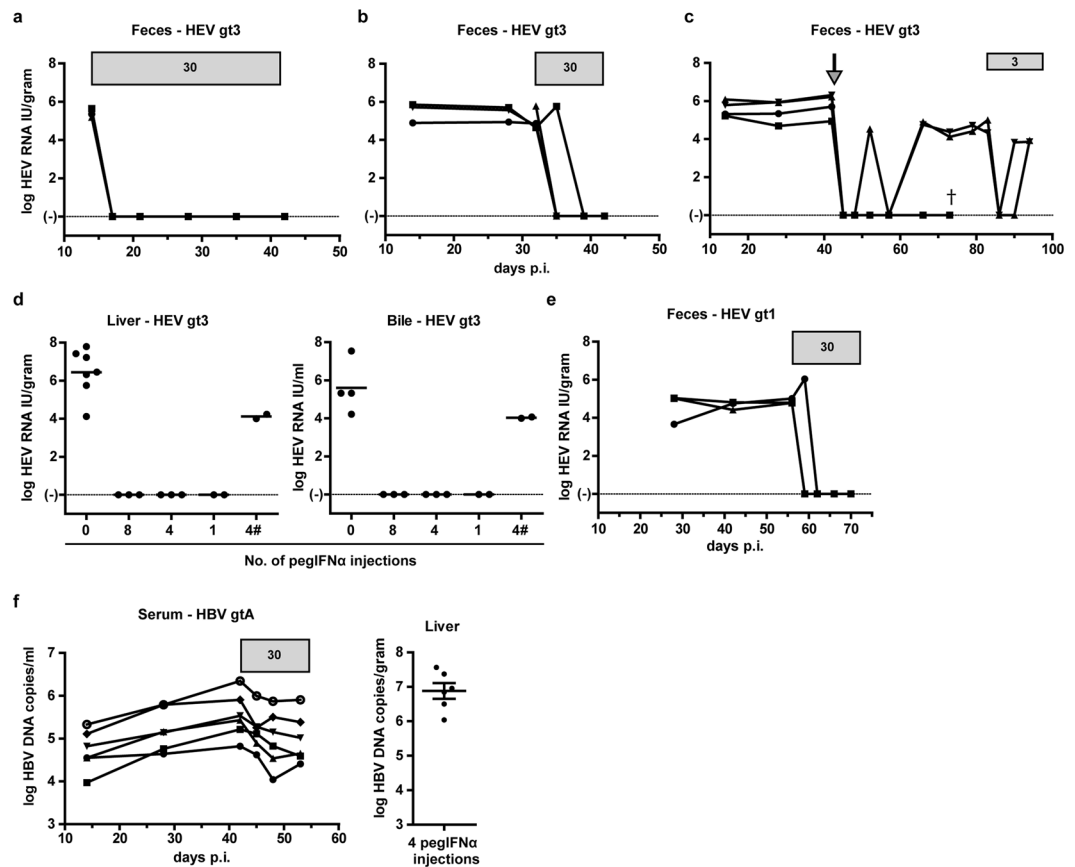 a
Feces - HEV gt3
30
log HEV RNA IU/gram
8
6
4
2
(-)
10 20 30 40 50
b
Feces - HEV gt3
30
8
6
4
2
(-)
10 20 30 40 50
days p.i.
c
Feces - HEV gt3
3
8
6
4
2
(-)
†
20 40 60 80 100
d
Liver - HEV gt3
log HEV RNA IU/gram
8
6
4
2
(-)
0 8 4 1 4#
Bile - HEV gt3
log HEV RNA IU/ml
8
6
4
2
(-)
0 8 4 1 4#
No. of pegIFNα injections
e
Feces - HEV gt1
30
log HEV RNA IU/gram
8
6
4
2
(-)
10 20 30 40 50 60 70
days p.i.
f
Serum - HBV gtA
30
log HBV DNA copies/ml
7
6
5
4
3
10 20 30 40 50 60
days p.i.
Liver
log HBV DNA copies/gram
8
7
6
5
4
3
4 pegIFNα
injections